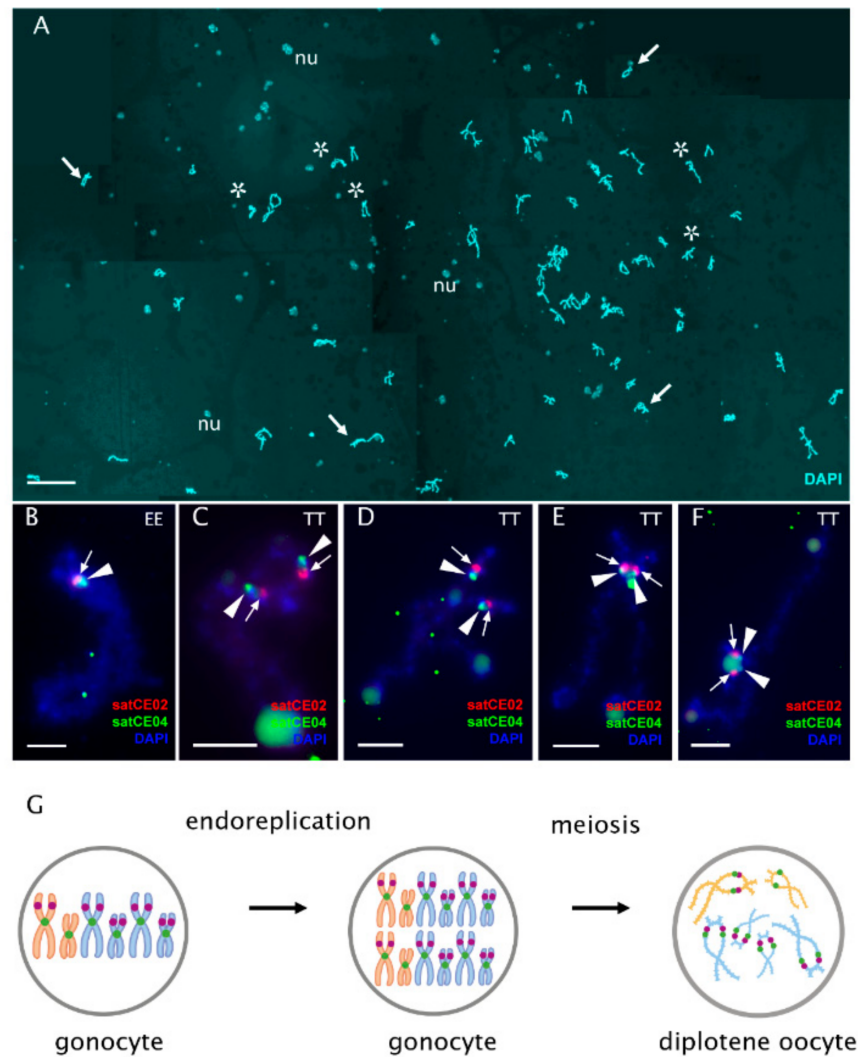 A
nu
nu
nu
DAPI
B EE
C TT
D TT
E TT
F TT
satCE02 satCE02 satCE02 satCE02 satCE02
satCE04 satCE04 satCE04 satCE04 satCE04
DAPI DAPI DAPI DAPI DAPI
G
endoreplication meiosis
gonocyte gonocyte diplotene oocyte